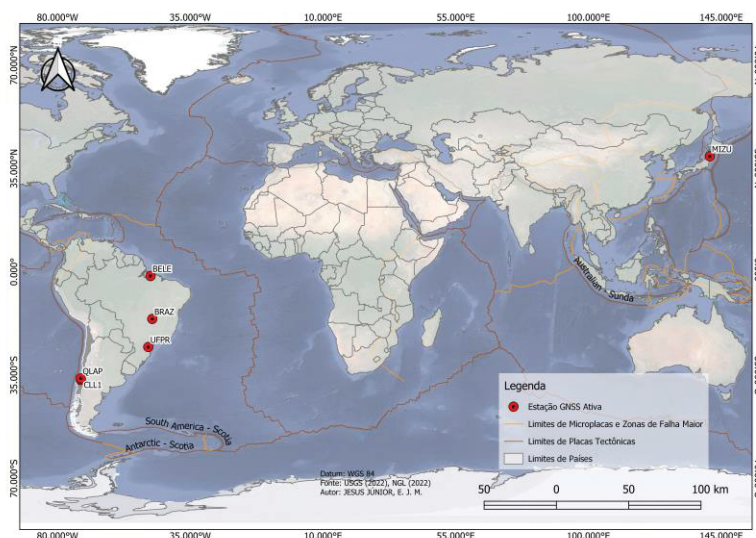 80.000°W 35.000°W 10.000°E 55.000°E 100.000°E 145.000°E
70.000°N
70.000°N
35.000°N
0.000°
35.000°S
70.000°S
MIZU
BELE
BRAZ
UFPR
QLAP
CLL1
Australian - Sunda
South America - Scotia
Antarctic - Scotia
Legenda
Estação GNSS Ativa
Limites de Microplacas e Zonas de Falha Maior
Limites de Placas Tectônicas
Limites de Países
Datum: WGS 84
Fonte: USGS (2022), NGL (2022)
Autor: JESUS JÚNIOR, E. J. M.
50 0 50 100 km
80.000°W 35.000°W 10.000°E 55.000°E 100.000°E 145.000°E